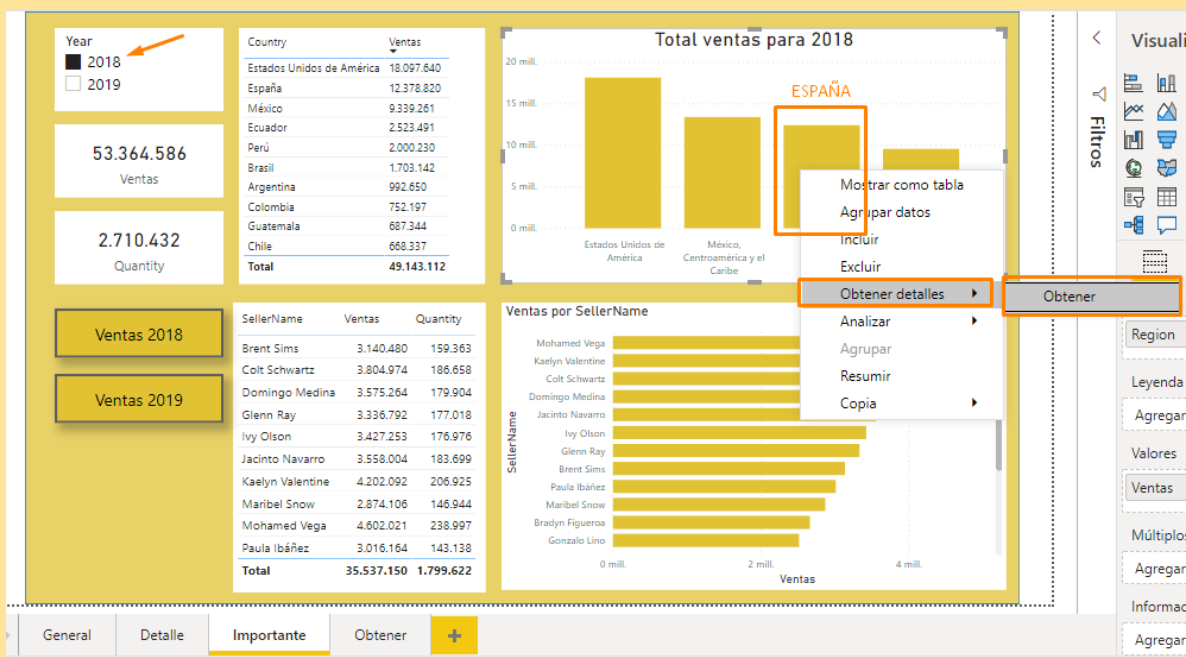 Year
2018
2019
53.364.586
Ventas
2.710.432
Quantity
Ventas 2018
Ventas 2019
Country Ventas
Estados Unidos de América 18.097.640
España 12.378.820
México 9.339.261
Ecuador 2.523.491
Perú 2.000.230
Brasil 1.703.142
Argentina 992.650
Colombia 752.197
Guatemala 687.344
Chile 668.337
Total 49.143.112
Total ventas para 2018
20 mill.
15 mill.
10 mill.
5 mill.
0 mill.
ESPAÑA
Estados Unidos de
América
México,
Centroamérica y el
Caribe
Mostrar como tabla
Agrupar datos
Incluir
Excluir
Obtener detalles
Analizar
Agrupar
Resumir
Copia
Obtener
SellerName Ventas Quantity
Brent Sims 3.140.480 159.363
Colt Schwartz 3.804.974 186.658
Domingo Medina 3.575.264 179.904
Glenn Ray 3.336.792 177.018
Ivy Olson 3.427.253 176.976
Jacinto Navarro 3.558.004 183.699
Kaelyn Valentine 4.202.092 206.925
Maribel Snow 2.874.106 146.944
Mohamed Vega 4.602.021 238.997
Paula Ibáñez 3.016.164 143.138
Total 35.537.150 1.799.622
Ventas por SellerName
SellerName
Mohamed Vega
Kaelyn Valentine
Colt Schwartz
Domingo Medina
Jacinto Navarro
Ivy Olson
Glenn Ray
Brent Sims
Paula Ibáñez
Maribel Snow
Bradyn Figueroa
Gonzalo Lino
0 mill. 2 mill. 4 mill.
Ventas
Filtros
Visuali
Region
Leyenda
Agregar
Valores
Ventas
Múltiplos
Agregar
Informac
Agregar
General Detalle Importante Obtener +